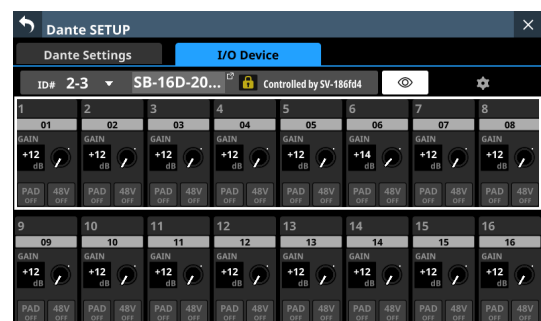 Dante SETUP
Dante Settings I/O Device
ID# 2-3 SB-16D-20... Controlled by SV-186fd4
1 2 3 4 5 6 7 8
01 02 03 04 05 06 07 08
GAIN GAIN GAIN GAIN GAIN GAIN GAIN GAIN
+12 +12 +12 +12 +12 +14 +12 +12
dB dB dB dB dB dB dB dB
PAD 48V PAD 48V PAD 48V PAD 48V PAD 48V PAD 48V PAD 48V PAD 48V
OFF OFF OFF OFF OFF OFF OFF OFF OFF OFF OFF OFF OFF OFF OFF OFF
9 10 11 12 13 14 15 16
09 10 11 12 13 14 15 16
GAIN GAIN GAIN GAIN GAIN GAIN GAIN GAIN
+12 +12 +12 +12 +12 +12 +12 +12
dB dB dB dB dB dB dB dB
PAD 48V PAD 48V PAD 48V PAD 48V PAD 48V PAD 48V PAD 48V PAD 48V
OFF OFF OFF OFF OFF OFF OFF OFF OFF OFF OFF OFF OFF OFF OFF OFF